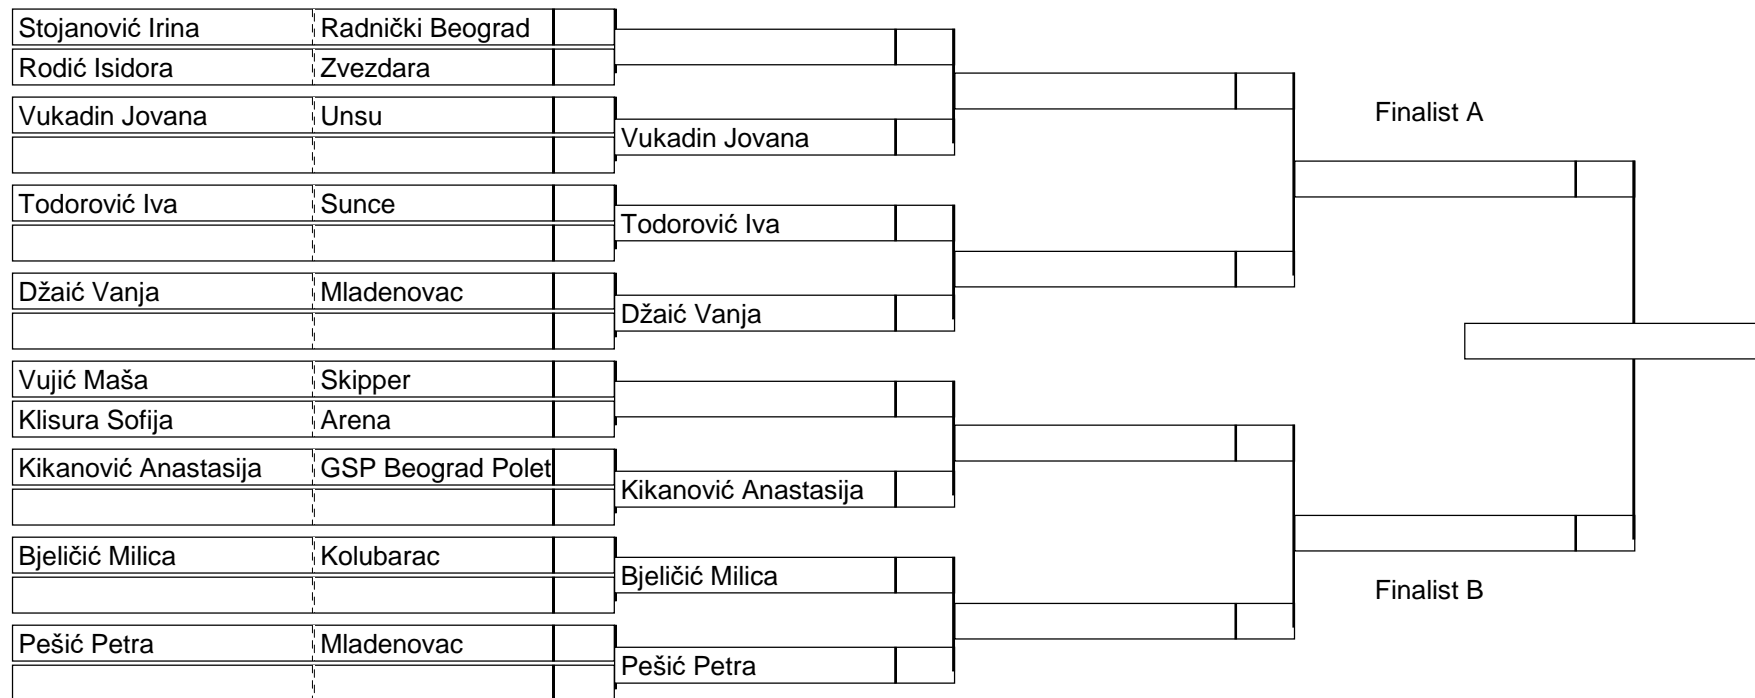 Stojanović Irina Radnički Beograd
Rodić Isidora Zvezdara
Vukadin Jovana Unsu
Finalist A
Vukadin Jovana
Todorović Iva Sunce
Todorović Iva
Džaić Vanja Mladenovac
Džaić Vanja
Vujić Maša Skipper
Klisura Sofija Arena
Kikanović Anastasija GSP Beograd Polet
Kikanović Anastasija
Bjeličić Milica Kolubarac
Bjeličić Milica
Finalist B
Pešić Petra Mladenovac
Pešić Petra